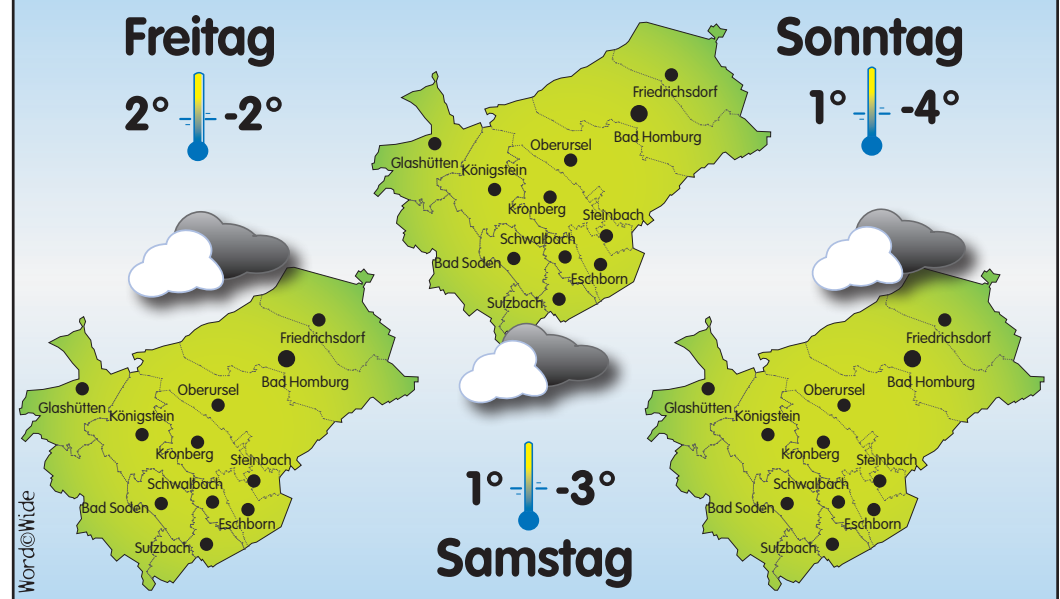 Freitag
2° -2°
Friedrichsdorf
Bad Homburg
Oberursel
Glashütten
Königstein
Kronberg
Steinbach
Schwalbach
Bad Soden
Eschborn
Sulzbach
Friedrichsdorf
Bad Homburg
Oberursel
Glashütten
Königstein
Kronberg
Steinbach
Schwalbach
Bad Soden
Eschborn
Sulzbach
1° -3°
Samstag
Sonntag
1° -4°
Friedrichsdorf
Bad Homburg
Oberursel
Glashütten
Königstein
Kronberg
Steinbach
Schwalbach
Bad Soden
Eschborn
Sulzbach
Word©Wide